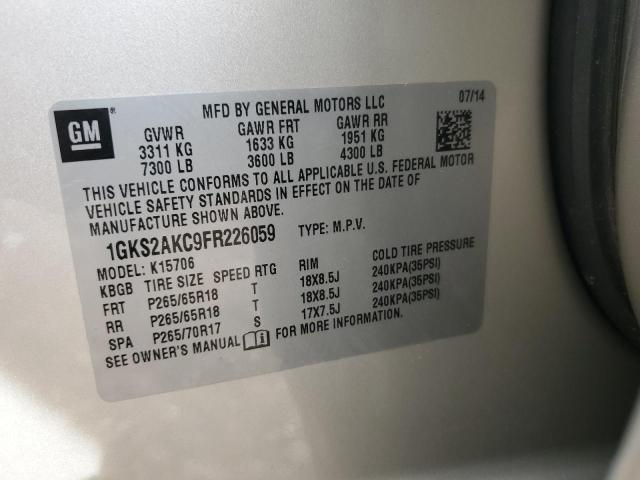 GM
®
MFD BY GENERAL MOTORS LLC 07/14
GVWR GAWR FRT GAWR RR
3311 KG 1633 KG 1951 KG
7300 LB 3600 LB 4300 LB
THIS VEHICLE CONFORMS TO ALL APPLICABLE U.S. FEDERAL MOTOR
VEHICLE SAFETY STANDARDS IN EFFECT ON THE DATE OF
MANUFACTURE SHOWN ABOVE.
1GKS2AKC9FR226059 TYPE: M.P.V.
MODEL: K15706
KBGB TIRE SIZE SPEED RTG RIM COLD TIRE PRESSURE
FRT P265/65R18 T 18X8.5J 240KPA(35PSI)
RR P265/65R18 T 18X8.5J 240KPA(35PSI)
SPA P265/70R17 S 17X7.5J 240KPA(35PSI)
SEE OWNER'S MANUAL FOR MORE INFORMATION.